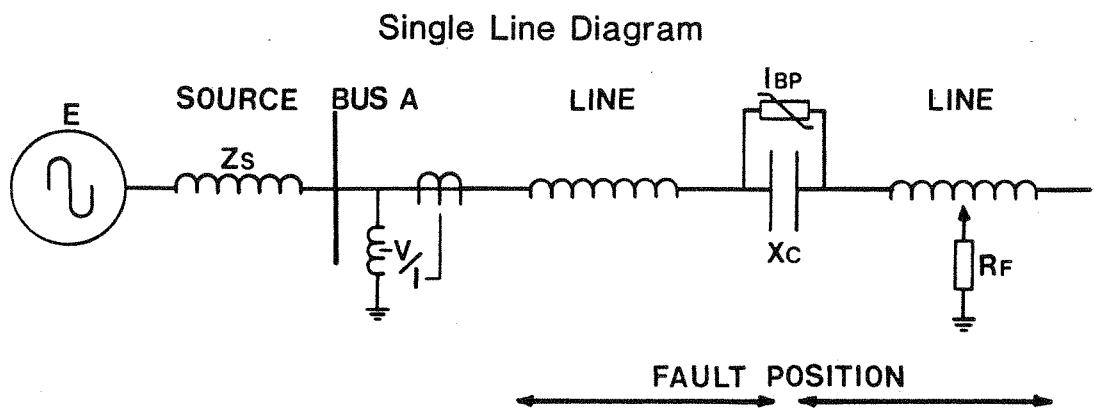 Single Line Diagram
IBP
E SOURCE BUS A LINE LINE
ZS
V/I
XC
RF
FAULT POSITION